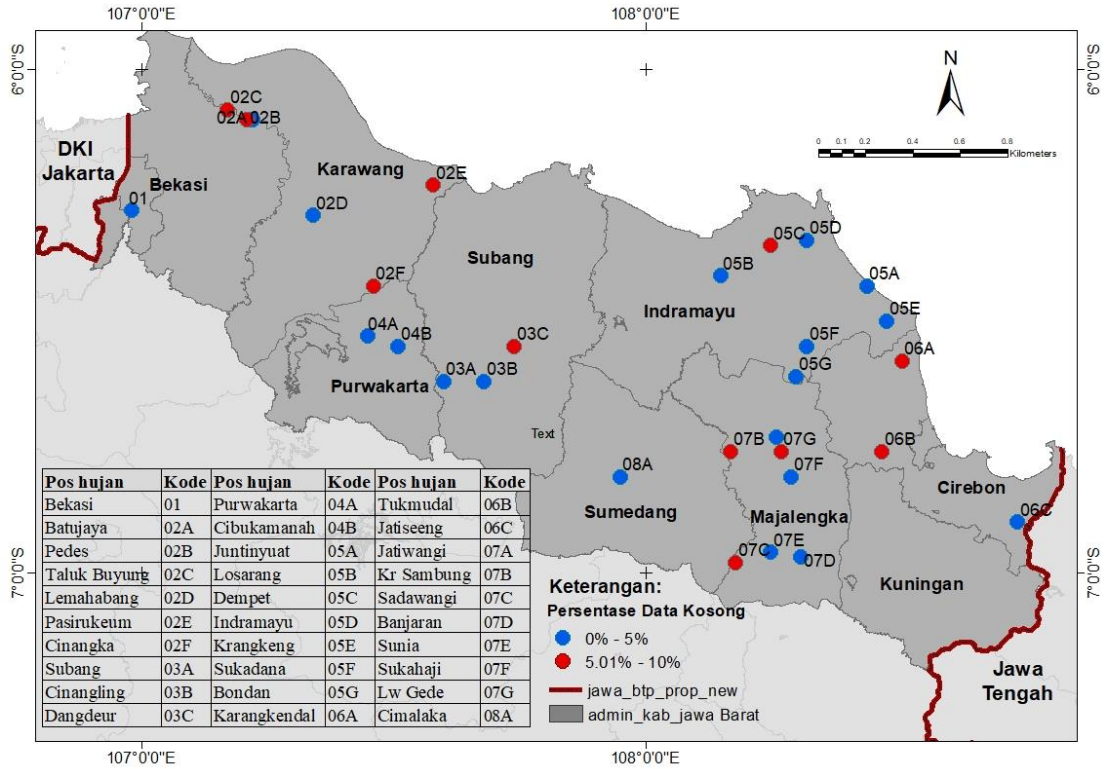 107°0'0"E 108°0'0"E
6°0'0"S 6°0'0"S
N
0 0.1 0.2 0.4 0.6 0.8
Kilometers
DKI
Jakarta
Bekasi
Karawang
Subang
Purwakarta
Indramayu
Sumedang
Majalengka
Cirebon
Kuningan
Jawa
Tengah
Text
02C
02A 02B
01
02D
02E
02F
04A
04B
03A 03B
03C
05B
05C
05D
05A
05E
05F
05G
06A
06B
06C
07B
07G
07F
08A
07C
07E
07D
7°0'0"S 7°0'0"S
Pos hujan Kode Pos hujan Kode Pos hujan Kode
Bekasi 01 Purwakarta 04A Tukmudal 06B
Batujaya 02A Cibukamanah 04B Jatiseeng 06C
Pedes 02B Juntinyuat 05A Jatiwangi 07A
Taluk Buyung 02C Losarang 05B Kr Sambung 07B
Lemahabang 02D Dempet 05C Sadawangi 07C
Pasirukeum 02E Indramayu 05D Banjaran 07D
Cinangka 02F Krangkeng 05E Sunia 07E
Subang 03A Sukadana 05F Sukahaji 07F
Cinangling 03B Bondan 05G Lw Gede 07G
Dangdeur 03C Karangkendal 06A Cimalaka 08A
Keterangan:
Persentase Data Kosong
0% - 5%
5.01% - 10%
jawa_btp_prop_new
admin_kab_jawa Barat
107°0'0"E 108°0'0"E